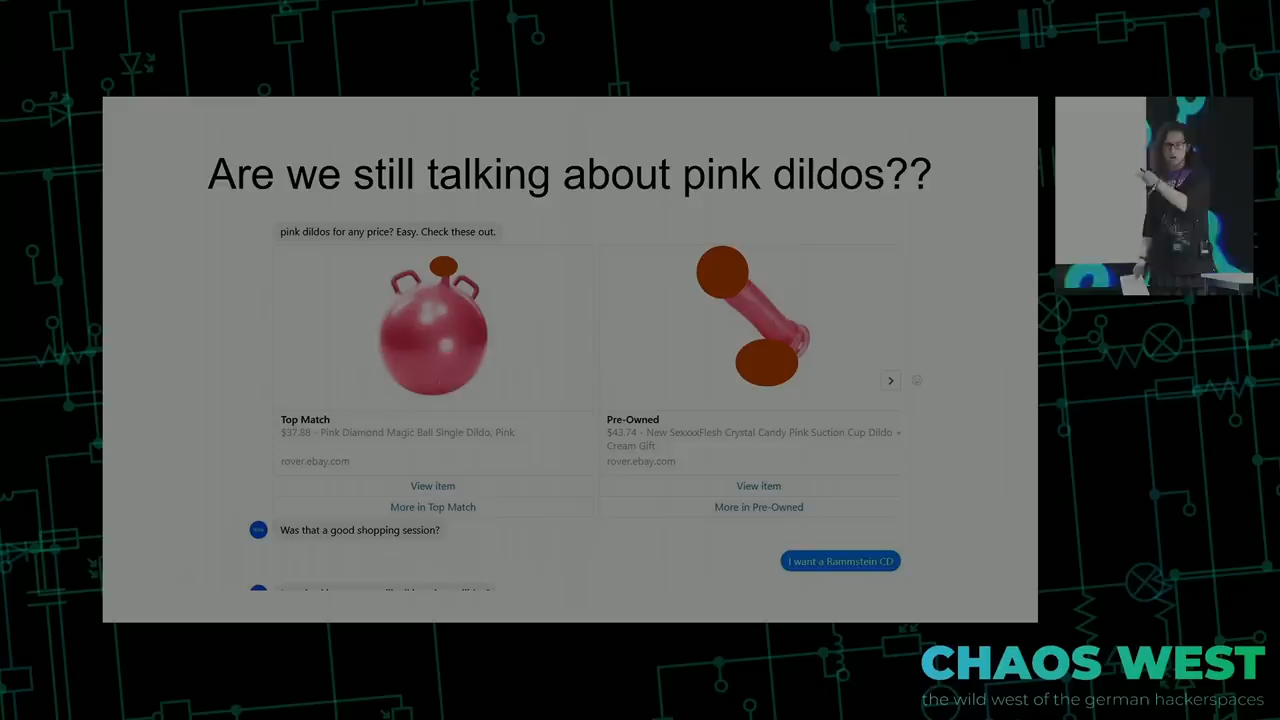 Are we still talking about pink dildos??
pink dildos for any price? Easy. Check these out.
Top Match
$37.88 - Pink Diamond Magic Ball Single Dildo, Pink
rover.ebay.com
View item
More in Top Match
Pre-Owned
$43.74 - New SexxxxFlesh Crystal Candy Pink Suction Cup Dildo +
Cream Gift
rover.ebay.com
View item
More in Pre-Owned
Was that a good shopping session?
I want a Rammstein CD
CHAOS WEST
the wild west of the german hackerspaces